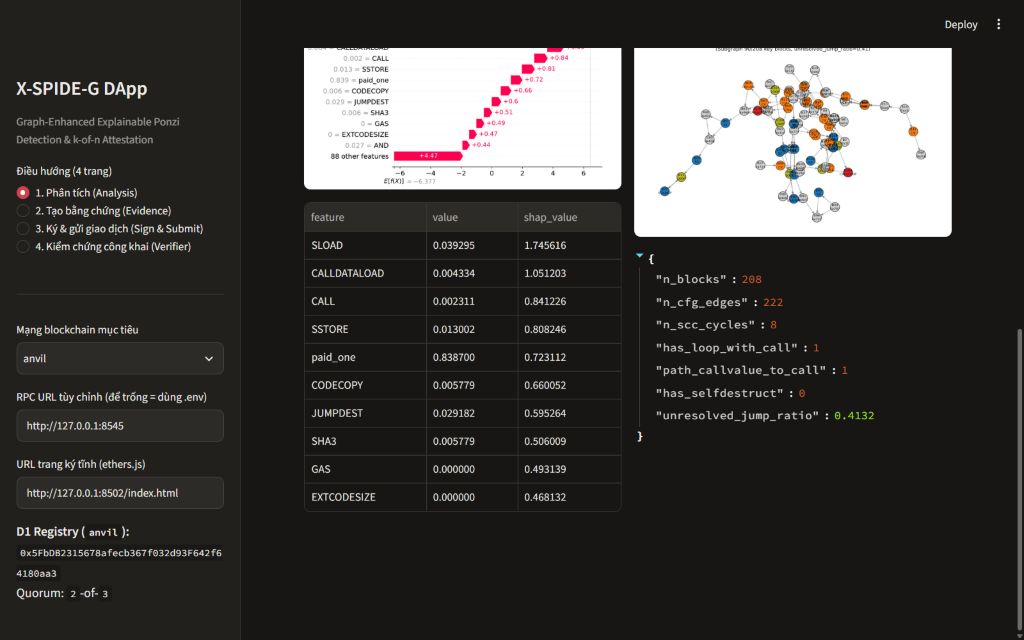 Deploy
X-SPIDE-G DApp
Graph-Enhanced Explainable Ponzi
Detection & k-of-n Attestation
Điều hướng (4 trang)
1. Phân tích (Analysis)
2. Tạo bằng chứng (Evidence)
3. Ký & gửi giao dịch (Sign & Submit)
4. Kiểm chứng công khai (Verifier)
Mạng blockchain mục tiêu
anvil
RPC URL tùy chỉnh (để trống = dùng .env)
http://127.0.0.1:8545
URL trang ký tĩnh (ethers.js)
http://127.0.0.1:8502/index.html
D1 Registry ( anvil ):
0x5FbDB2315678afecb367f032d93F642f6
4180aa3
Quorum: 2 -of- 3
0.002 = CALL +0.84
0.013 = SSTORE +0.81
0.839 = paid_one +0.72
0.006 = CODECOPY +0.66
0.029 = JUMPDEST +0.6
0.006 = SHA3 +0.51
0 = GAS +0.49
0 = EXTCODESIZE +0.47
0.027 = AND +0.44
88 other features +4.47
−6 −4 −2 0 2 4 6
E[f(X)] = −6.377
feature value shap_value
SLOAD 0.039295 1.745616
CALLDATALOAD 0.004334 1.051203
CALL 0.002311 0.841226
SSTORE 0.013002 0.808246
paid_one 0.838700 0.723112
CODECOPY 0.005779 0.660052
JUMPDEST 0.029182 0.595264
SHA3 0.005779 0.506009
GAS 0.000000 0.493139
EXTCODESIZE 0.000000 0.468132
{
"n_blocks" : 208
"n_cfg_edges" : 222
"n_scc_cycles" : 8
"has_loop_with_call" : 1
"path_callvalue_to_call" : 1
"has_selfdestruct" : 0
"unresolved_jump_ratio" : 0.4132
}